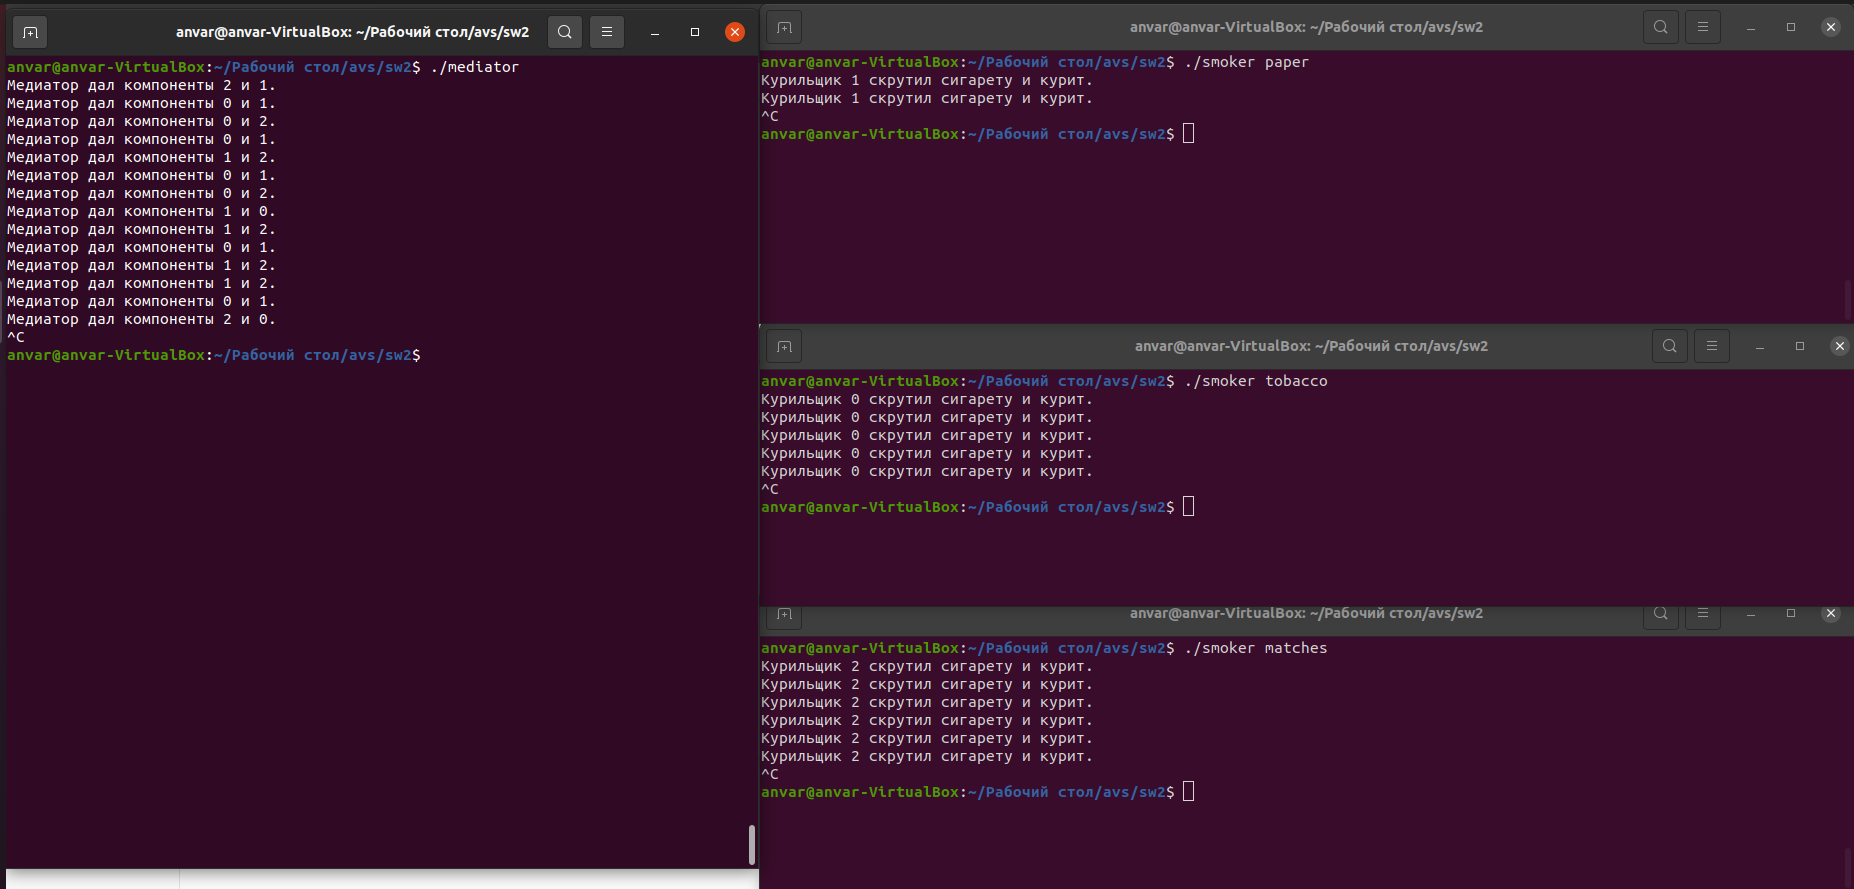 anvar@anvar-VirtualBox: ~/Рабочий стол/avs/sw2
anvar@anvar-VirtualBox:~/Рабочий стол/avs/sw2$ ./mediator
Медиатор дал компоненты 2 и 1.
Медиатор дал компоненты 0 и 1.
Медиатор дал компоненты 0 и 2.
Медиатор дал компоненты 0 и 1.
Медиатор дал компоненты 1 и 2.
Медиатор дал компоненты 0 и 1.
Медиатор дал компоненты 0 и 2.
Медиатор дал компоненты 1 и 0.
Медиатор дал компоненты 1 и 2.
Медиатор дал компоненты 0 и 1.
Медиатор дал компоненты 1 и 2.
Медиатор дал компоненты 1 и 2.
Медиатор дал компоненты 0 и 1.
Медиатор дал компоненты 2 и 0.
^C
anvar@anvar-VirtualBox:~/Рабочий стол/avs/sw2$
anvar@anvar-VirtualBox: ~/Рабочий стол/avs/sw2
anvar@anvar-VirtualBox:~/Рабочий стол/avs/sw2$ ./smoker paper
Курильщик 1 скрутил сигарету и курит.
Курильщик 1 скрутил сигарету и курит.
^C
anvar@anvar-VirtualBox:~/Рабочий стол/avs/sw2$
anvar@anvar-VirtualBox: ~/Рабочий стол/avs/sw2
anvar@anvar-VirtualBox:~/Рабочий стол/avs/sw2$ ./smoker tobacco
Курильщик 0 скрутил сигарету и курит.
Курильщик 0 скрутил сигарету и курит.
Курильщик 0 скрутил сигарету и курит.
Курильщик 0 скрутил сигарету и курит.
Курильщик 0 скрутил сигарету и курит.
^C
anvar@anvar-VirtualBox:~/Рабочий стол/avs/sw2$
anvar@anvar-VirtualBox: ~/Рабочий стол/avs/sw2
anvar@anvar-VirtualBox:~/Рабочий стол/avs/sw2$ ./smoker matches
Курильщик 2 скрутил сигарету и курит.
Курильщик 2 скрутил сигарету и курит.
Курильщик 2 скрутил сигарету и курит.
Курильщик 2 скрутил сигарету и курит.
Курильщик 2 скрутил сигарету и курит.
Курильщик 2 скрутил сигарету и курит.
^C
anvar@anvar-VirtualBox:~/Рабочий стол/avs/sw2$